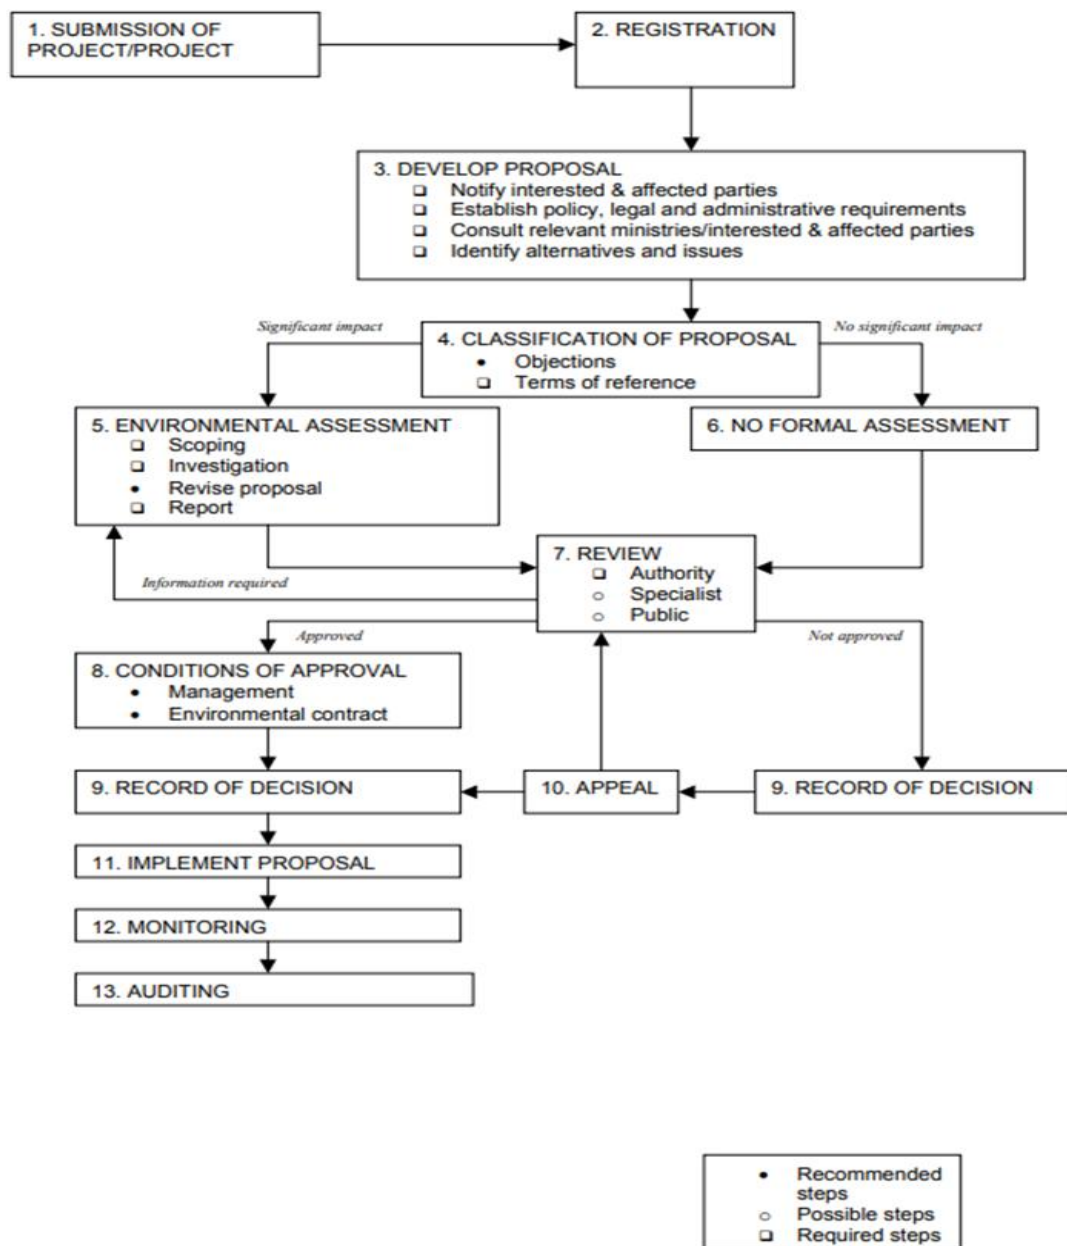 1. SUBMISSION OF
PROJECT/PROJECT
2. REGISTRATION
3. DEVELOP PROPOSAL
❑ Notify interested & affected parties
❑ Establish policy, legal and administrative requirements
❑ Consult relevant ministries/interested & affected parties
❑ Identify alternatives and issues
Significant impact
No significant impact
4. CLASSIFICATION OF PROPOSAL
• Objections
❑ Terms of reference
5. ENVIRONMENTAL ASSESSMENT
❑ Scoping
❑ Investigation
• Revise proposal
❑ Report
6. NO FORMAL ASSESSMENT
7. REVIEW
❑ Authority
○ Specialist
○ Public
Information required
Approved
Not approved
8. CONDITIONS OF APPROVAL
• Management
• Environmental contract
9. RECORD OF DECISION
10. APPEAL
9. RECORD OF DECISION
11. IMPLEMENT PROPOSAL
12. MONITORING
13. AUDITING
• Recommended
steps
○ Possible steps
❑ Required steps